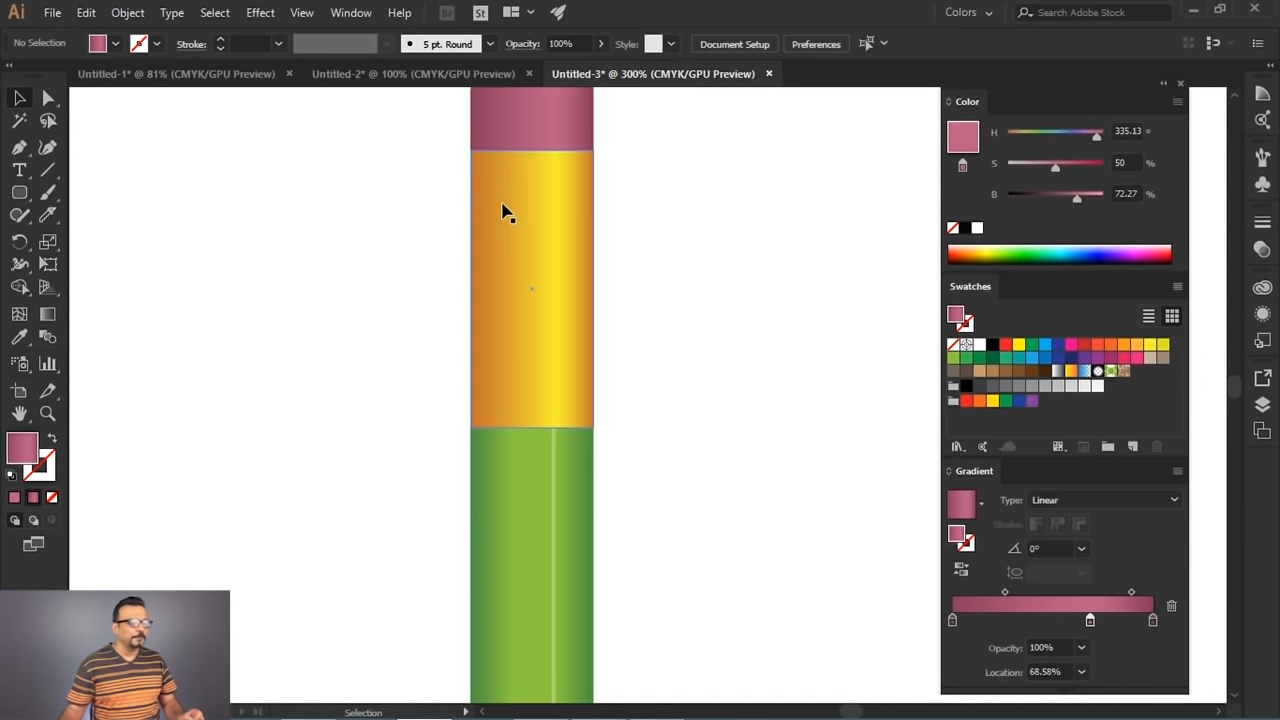 Ai File Edit Object Type Select Effect View Window Help Br St Colors Search Adobe Stock
No Selection Stroke: 5 pt. Round Opacity: 100% Style: Document Setup Preferences
Untitled-1* @ 81% (CMYK/GPU Preview) Untitled-2* @ 100% (CMYK/GPU Preview) Untitled-3* @ 300% (CMYK/GPU Preview)
Color
H 335.13 °
S 50 %
B 72.27 %
Swatches
Gradient
Type: Linear
Stroke:
0°
Opacity: 100%
Location: 68.58%
Selection